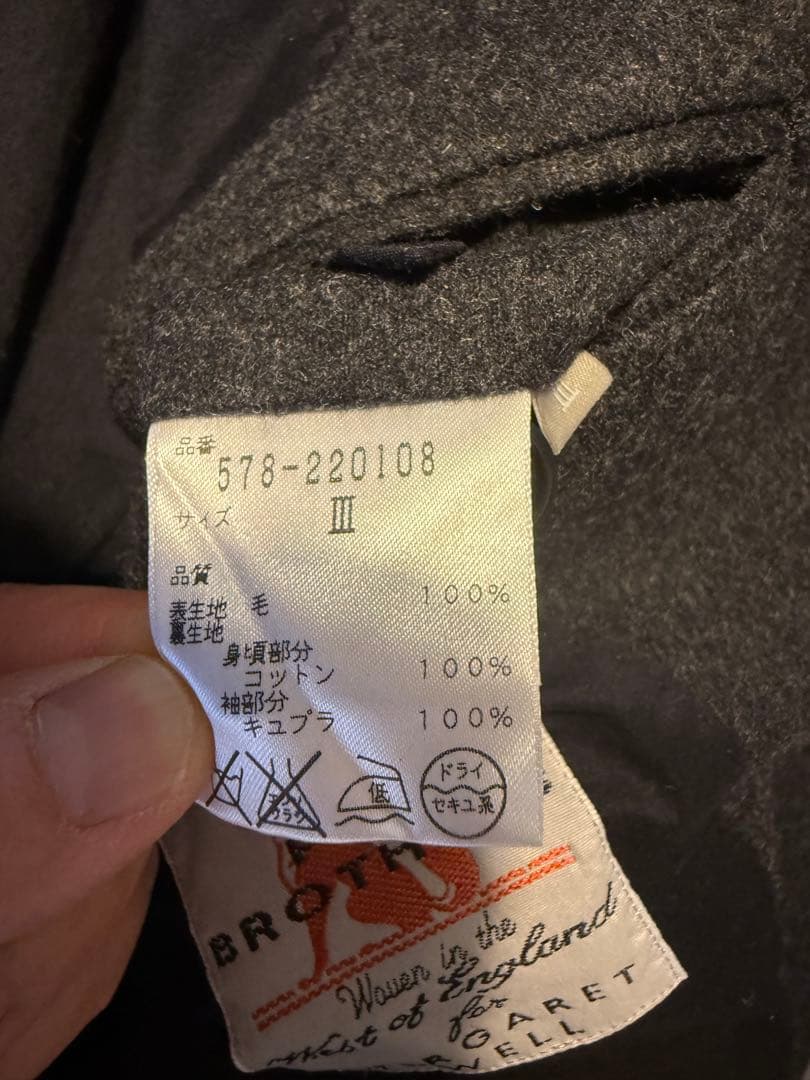 III
品番
578-220108
サイズ III
品質
表生地 毛 100%
裏生地
身頃部分
コットン 100%
袖部分
キュプラ 100%
低
ドライ
セキユ系
BROTH
Woven in the
West of England
for
GARET
WELL